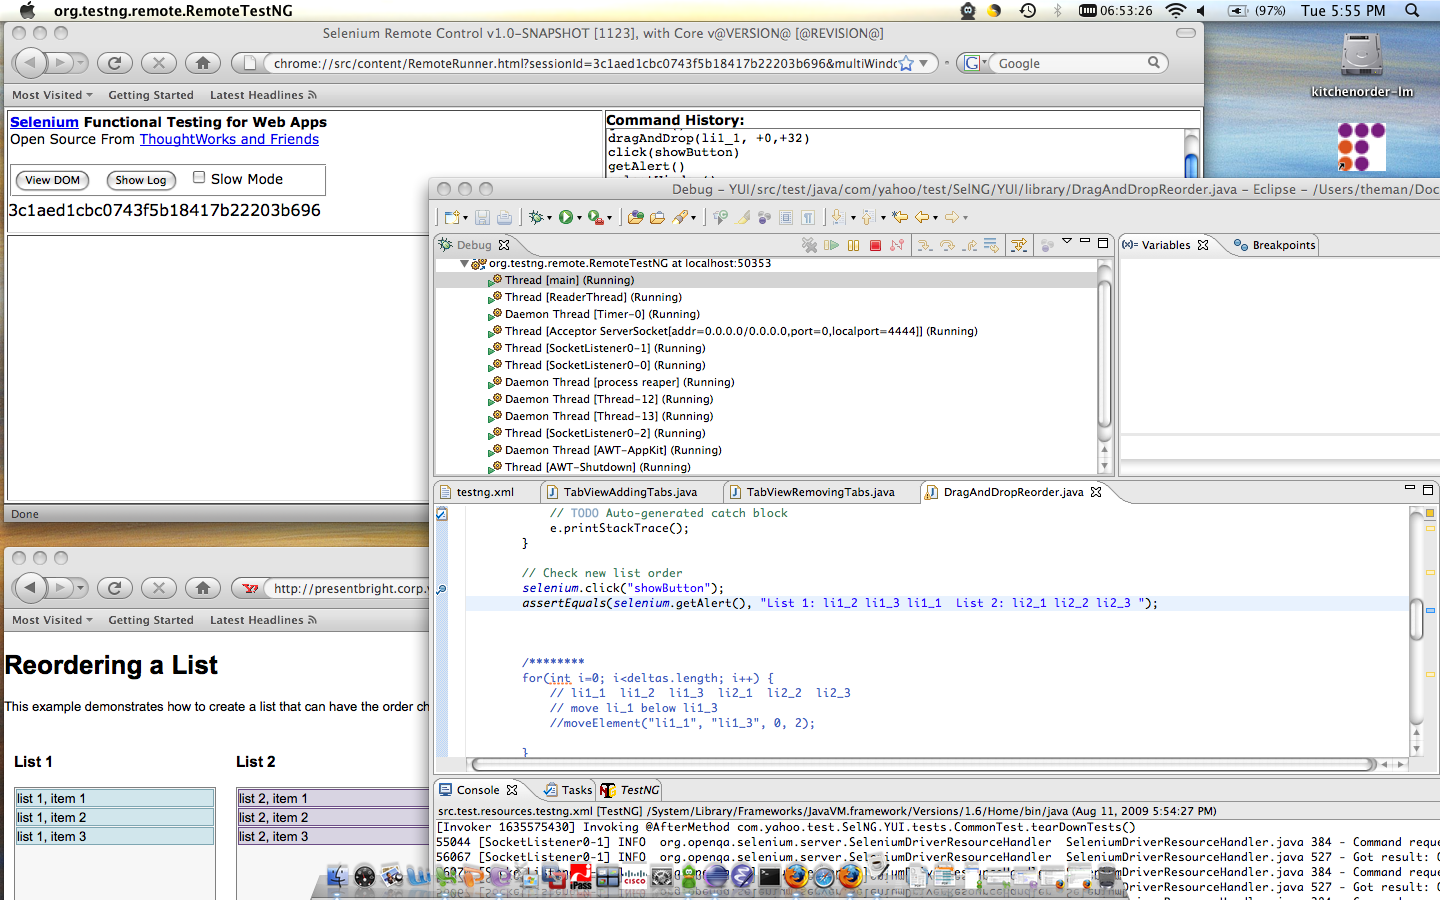 org.testng.remote.RemoteTestNG
06:53:26
(97%)
Tue 5:55 PM
Selenium Remote Control v1.0-SNAPSHOT [1123], with Core v@VERSION@ [@REVISION@]
chrome://src/content/RemoteRunner.html?sessionId=3c1aed1cbc0743f5b18417b22203b696&multiWindo
Google
Most Visited
Getting Started
Latest Headlines
kitchenorder-lm
Selenium Functional Testing for Web Apps
Open Source From ThoughtWorks and Friends
View DOM
Show Log
Slow Mode
3c1aed1cbc0743f5b18417b22203b696
Command History:
dragAndDrop(li1_1, +0,+32)
click(showButton)
getAlert()
Done
Debug - YUI/src/test/java/com/yahoo/test/SelNG/YUI/library/DragAndDropReorder.java - Eclipse - /Users/theman/Doc
Debug
org.testng.remote.RemoteTestNG at localhost:50353
Thread [main] (Running)
Thread [ReaderThread] (Running)
Daemon Thread [Timer-0] (Running)
Thread [Acceptor ServerSocket[addr=0.0.0.0/0.0.0.0,port=0,localport=4444]] (Running)
Thread [SocketListener0-1] (Running)
Thread [SocketListener0-0] (Running)
Daemon Thread [process reaper] (Running)
Daemon Thread [Thread-12] (Running)
Daemon Thread [Thread-13] (Running)
Thread [SocketListener0-2] (Running)
Daemon Thread [AWT-AppKit] (Running)
Thread [AWT-Shutdown] (Running)
(x)= Variables
Breakpoints
testng.xml
TabViewAddingTabs.java
TabViewRemovingTabs.java
DragAndDropReorder.java
// TODO Auto-generated catch block
e.printStackTrace();
}
// Check new list order
selenium.click("showButton");
assertEquals(selenium.getAlert(), "List 1: li1_2 li1_3 li1_1  List 2: li2_1 li2_2 li2_3 ");
/********
for(int i=0; i<deltas.length; i++) {
// li1_1  li1_2  li1_3  li2_1  li2_2  li2_3
// move li_1 below li1_3
//moveElement("li1_1", "li1_3", 0, 2);
}
http://presentbright.corp.
Most Visited
Getting Started
Latest Headlines
Reordering a List
This example demonstrates how to create a list that can have the order ch
List 1
List 2
list 1, item 1
list 1, item 2
list 1, item 3
list 2, item 1
list 2, item 2
list 2, item 3
Console
Tasks
TestNG
src.test.resources.testng.xml [TestNG] /System/Library/Frameworks/JavaVM.framework/Versions/1.6/Home/bin/java (Aug 11, 2009 5:54:27 PM)
[Invoker 1635575430] Invoking @AfterMethod com.yahoo.test.SelNG.YUI.tests.CommonTest.tearDownTests()
55044 [SocketListener0-1] INFO  org.openqa.selenium.server.SeleniumDriverResourceHandler  SeleniumDriverResourceHandler.java 384 - Command reque
56067 [SocketListener0-1] INFO  org.openqa.selenium.server.SeleniumDriverResourceHandler  SeleniumDriverResourceHandler.java 527 - Got result: O
SeleniumDriverResourceHandler.java 384 - Command reque
DriverResourceHandler.java 527 - Got result: O
iPass
cisco